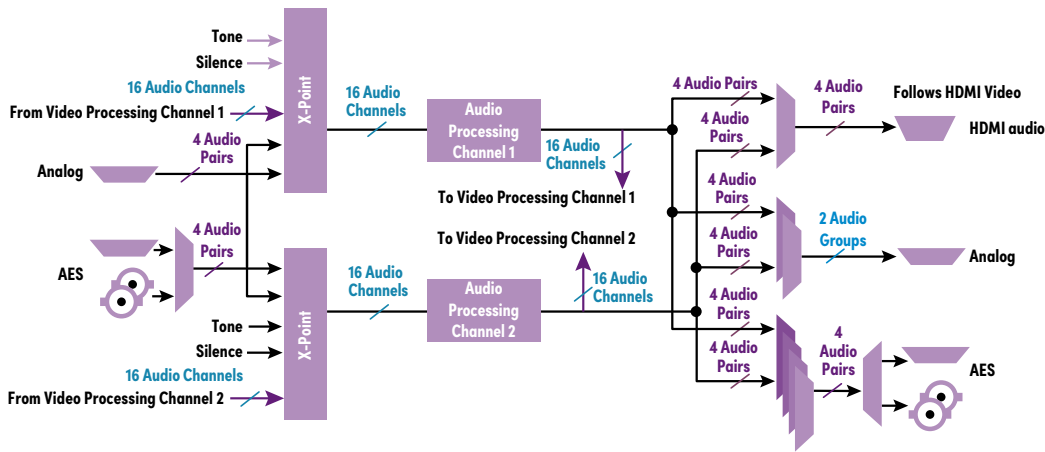 Tone
Silence
16 Audio Channels
From Video Processing Channel 1
4 Audio
Pairs
Analog
X-Point
16 Audio
Channels
Audio
Processing
Channel 1
16 Audio
Channels
To Video Processing Channel 1
4 Audio Pairs
4 Audio
Pairs
4 Audio
Pairs
Follows HDMI Video
HDMI audio
AES
4 Audio
Pairs
Tone
Silence
16 Audio Channels
From Video Processing Channel 2
X-Point
16 Audio
Channels
Audio
Processing
Channel 2
To Video Processing Channel 2
16 Audio
Channels
4 Audio
Pairs
4 Audio
Pairs
2 Audio
Groups
Analog
4 Audio
Pairs
4 Audio
Pairs
4
Audio
Pairs
AES